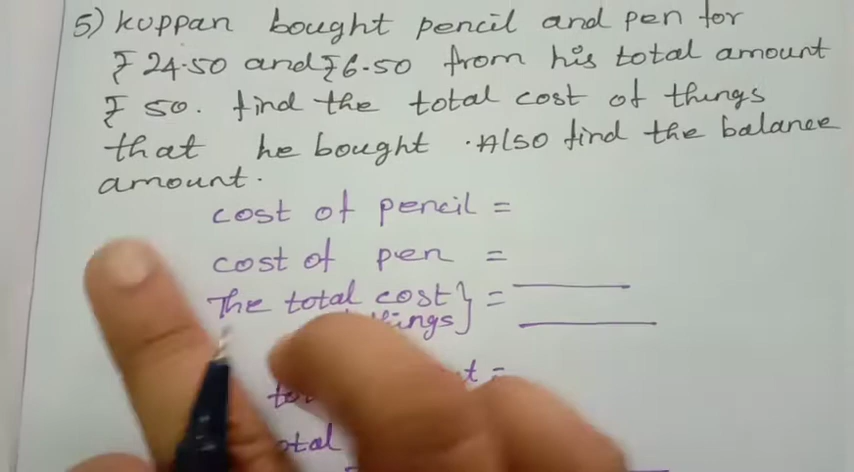 5) Kuppan bought pencil and pen for
₹ 24.50 and ₹6.50 from his total amount
₹ 50. find the total cost of things
that he bought. Also find the balance
amount.
cost of pencil =
cost of pen =
The total cost } =